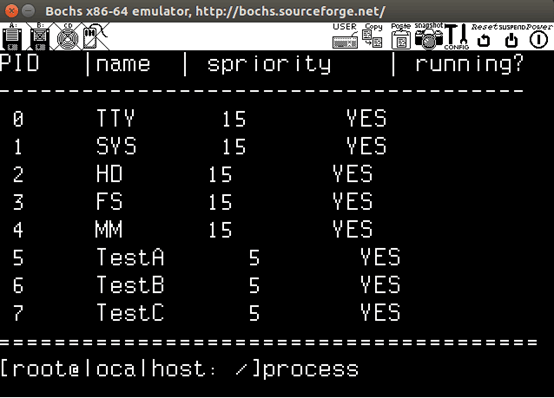 Bochs x86-64 emulator, http://bochs.sourceforge.net/
A: B: CD USER Copy Paste snapshot CONFIG Reset SUSPEND Power
PID |name | spriority | running?
---------------------------------------
0 TTY 15 YES
1 SYS 15 YES
2 HD 15 YES
3 FS 15 YES
4 MM 15 YES
5 TestA 5 YES
6 TestB 5 YES
7 TestC 5 YES
========================================
[root@localhost: /]process